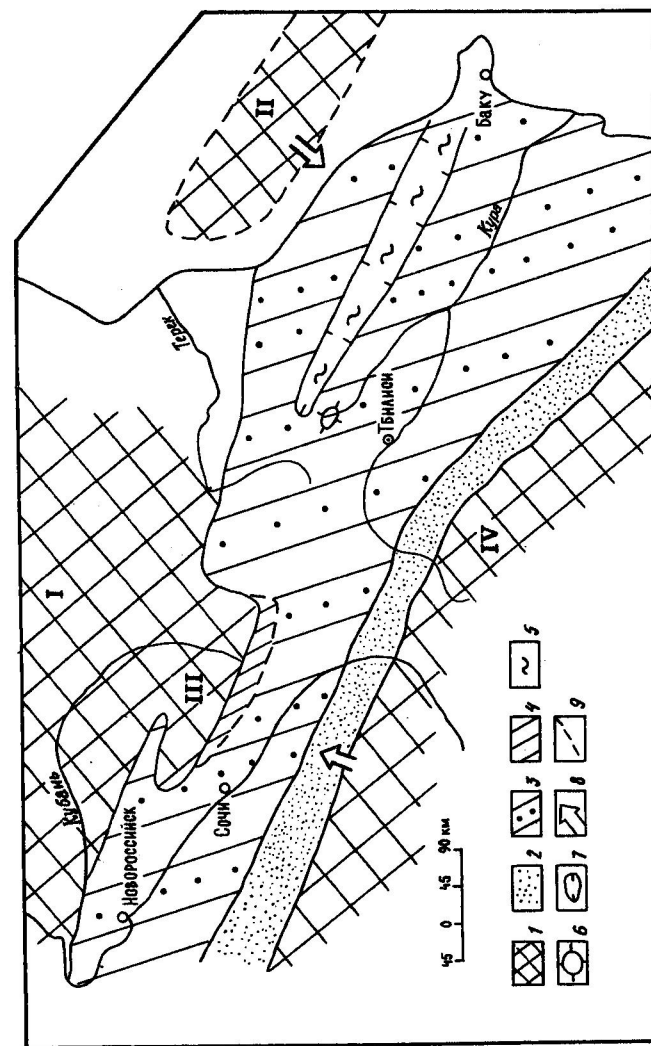 I
II
III
IV
Кубань
Терек
Новороссийск
Сочи
Тбилиси
Кура
Баку
45 0 45 90 км
1 2 3 4 5
6 7 8 9